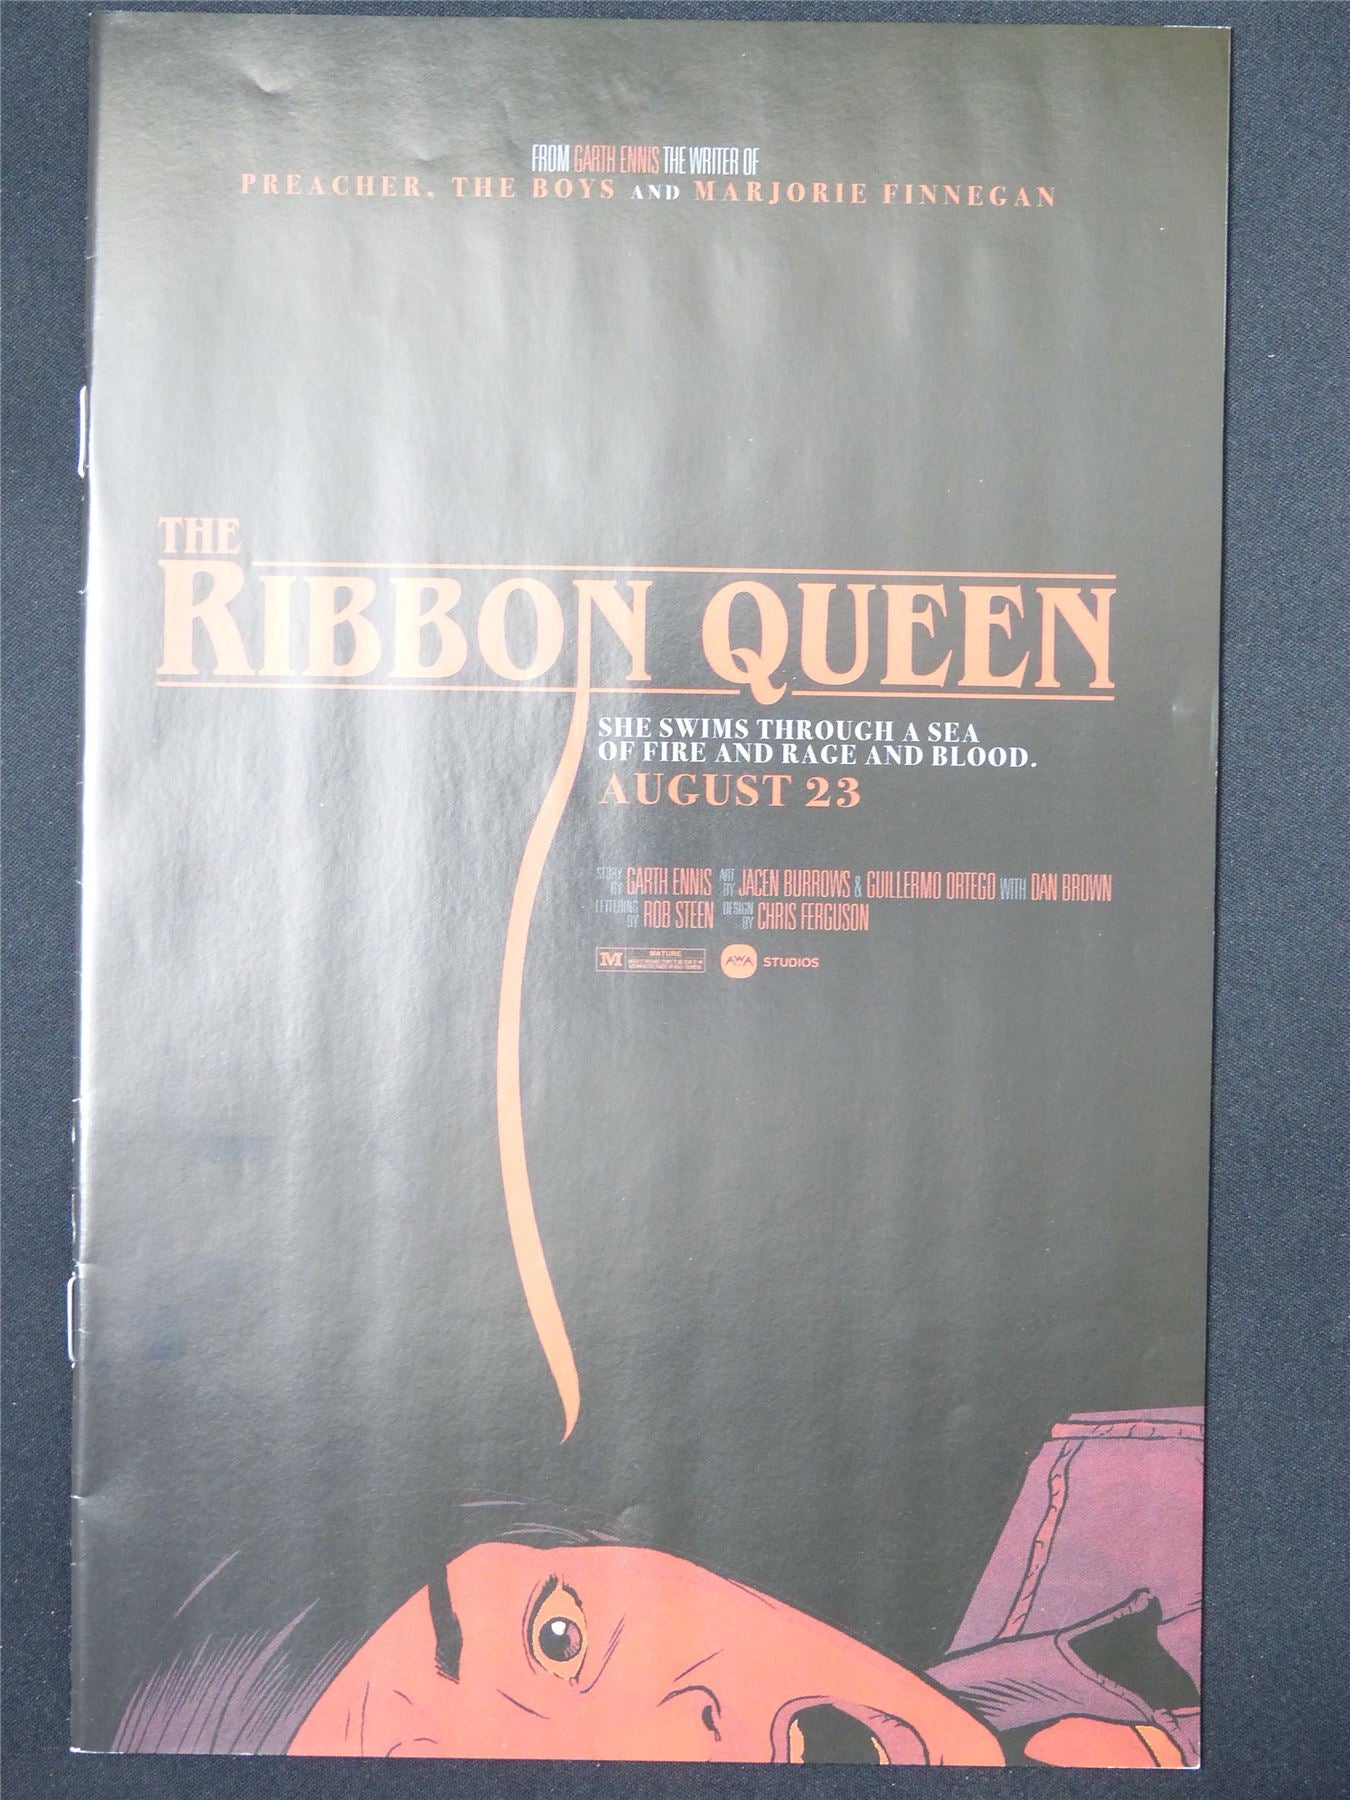 FROM GARTH ENNIS THE WRITER OF
PREACHER, THE BOYS AND MARJORIE FINNEGAN
THE
RIBBON QUEEN
SHE SWIMS THROUGH A SEA
OF FIRE AND RAGE AND BLOOD.
AUGUST 23
STORY BY GARTH ENNIS ART BY JACEN BURROWS & GUILLERMO ORTEGO WITH DAN BROWN
LETTERING BY ROB STEEN DESIGN BY CHRIS FERGUSON
M MATURE
AWA STUDIOS